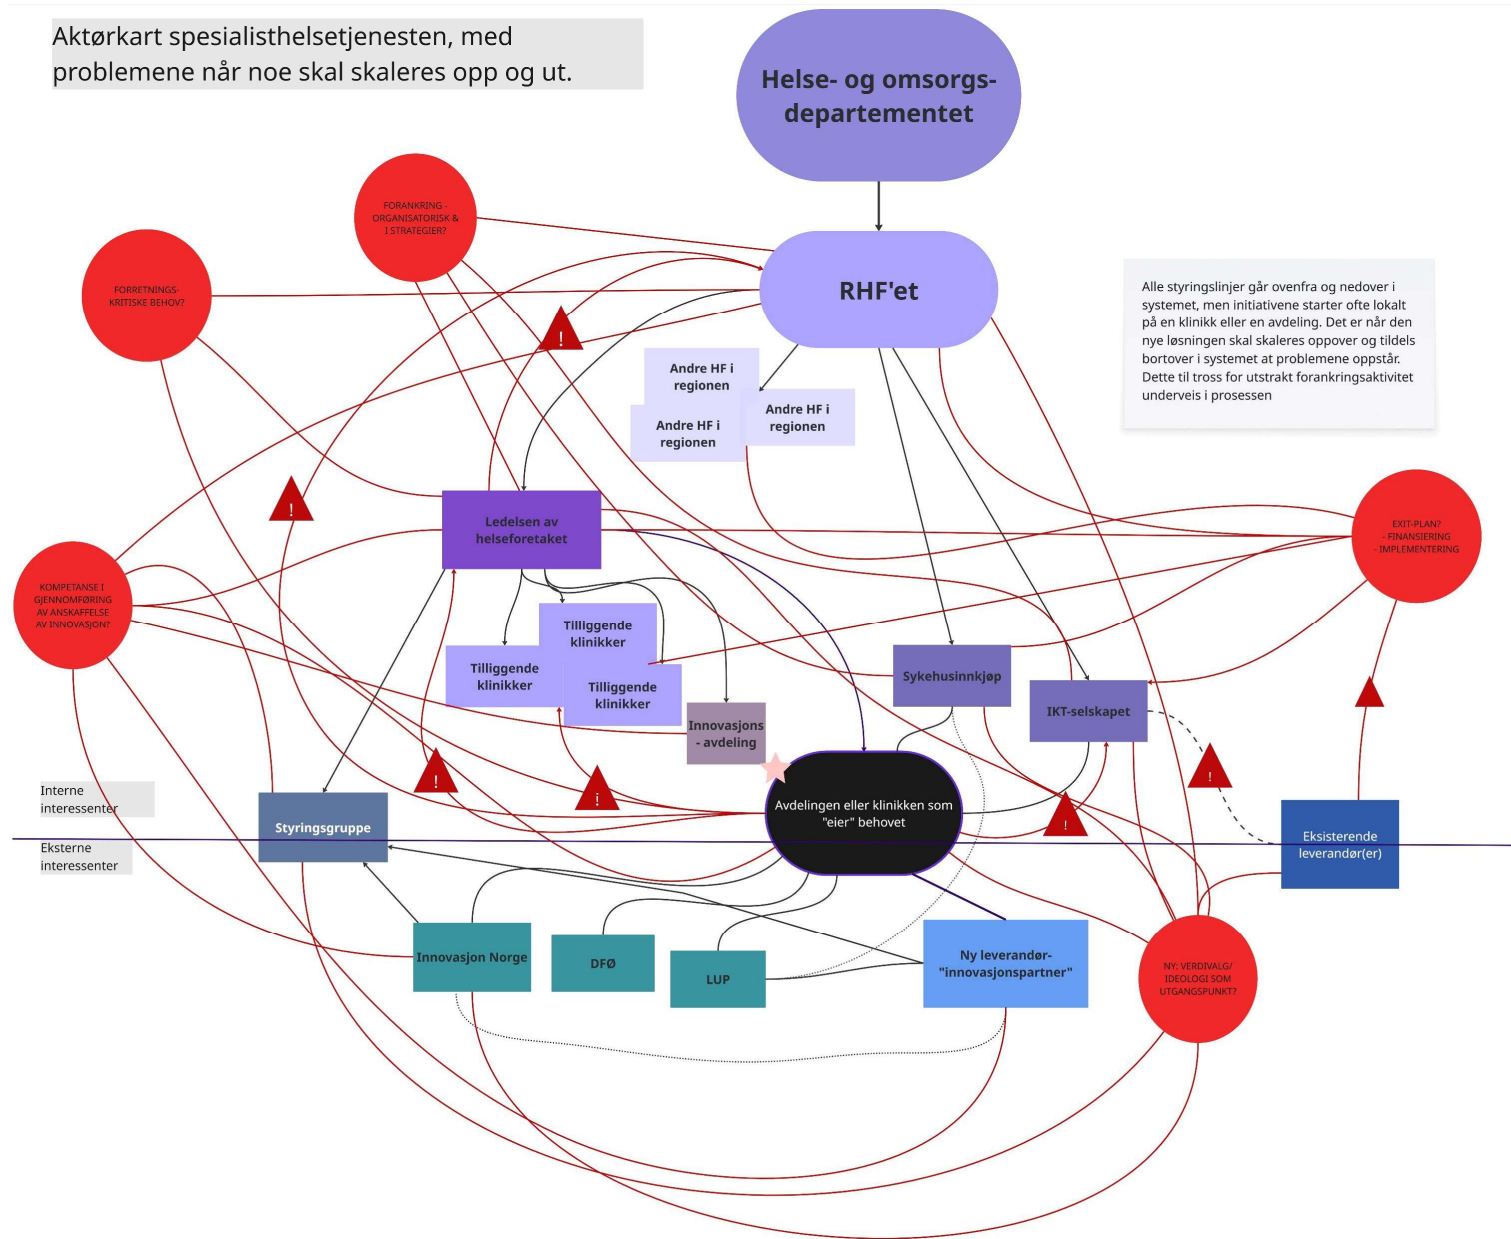 Aktørkart spesialisthelsetjenesten, med
problemene når noe skal skaleres opp og ut.
Helse- og omsorgs-
departementet
FORANKRING -
ORGANISATORISK &
I STRATEGIER?
FORRETNINGS-
KRITISKE BEHOV?
RHF'et
Alle styringslinjer går ovenfra og nedover i
systemet, men initiativene starter ofte lokalt
på en klinikk eller en avdeling. Det er når den
nye løsningen skal skaleres oppover og tildels
bortover i systemet at problemene oppstår.
Dette til tross for utstrakt forankringsaktivitet
underveis i prosessen
!
Andre HF i
regionen
Andre HF i
regionen
Andre HF i
regionen
!
Ledelsen av
helseforetaket
EXIT-PLAN?
- FINANSIERING
- IMPLEMENTERING
KOMPETANSE I
GJENNOMFØRING
AV ANSKAFFELSE
AV INNOVASJON?
Tilliggende
klinikker
Tilliggende
klinikker
Tilliggende
klinikker
Sykehusinnkjøp
IKT-selskapet
Innovasjons
- avdeling
!
!
!
!
Interne
interessenter
Avdelingen eller klinikken som
"eier" behovet
Styringsgruppe
Eksterne
interessenter
Eksisterende
leverandør(er)
Innovasjon Norge
DFØ
LUP
Ny leverandør-
"innovasjonspartner"
NY: VERDIVALG/
IDEOLOGI SOM
UTGANGSPUNKT?